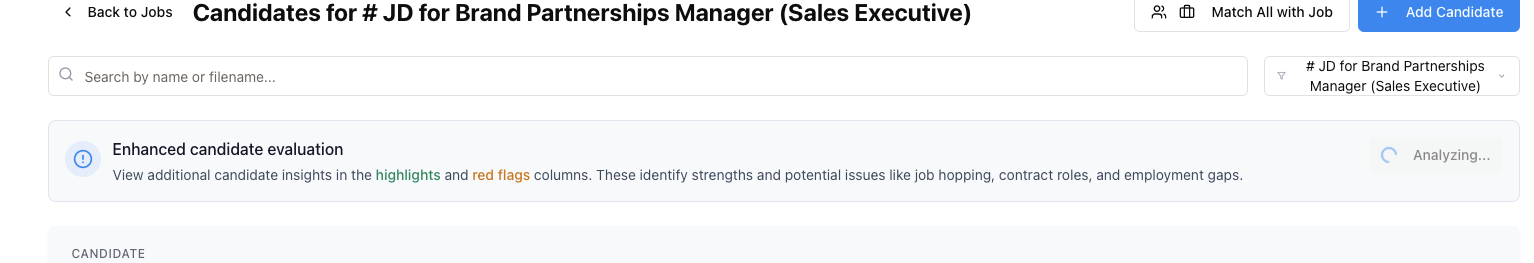 Back to Jobs
Candidates for # JD for Brand Partnerships Manager (Sales Executive)
Match All with Job
Add Candidate
Search by name or filename...
# JD for Brand Partnerships
Manager (Sales Executive)
Enhanced candidate evaluation
View additional candidate insights in the highlights and red flags columns. These identify strengths and potential issues like job hopping, contract roles, and employment gaps.
Analyzing...
CANDIDATE